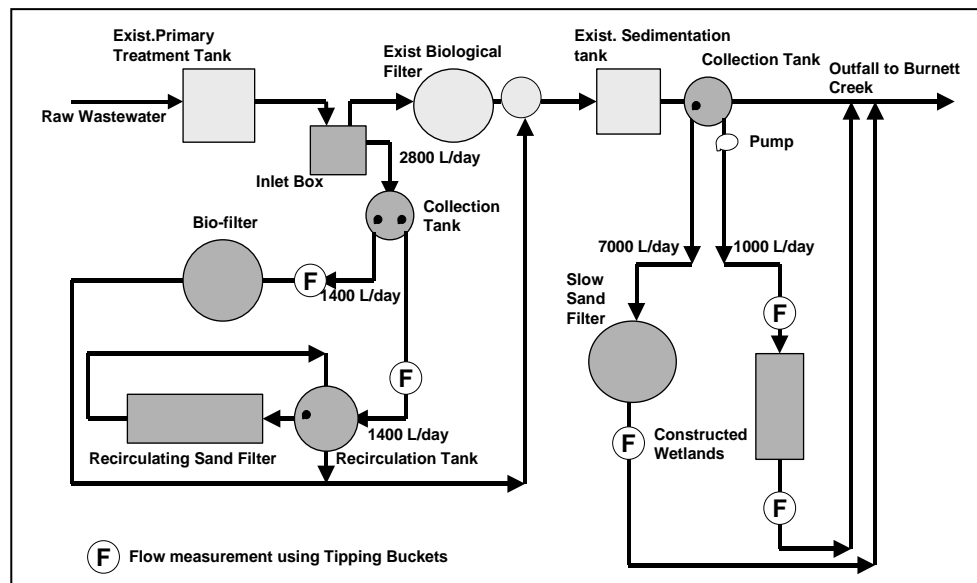 Exist.Primary
Treatment Tank
Exist Biological
Filter
Exist. Sedimentation
tank
Collection Tank
Outfall to Burnett
Creek
Raw Wastewater
Inlet Box
2800 L/day
Pump
Collection
Tank
Bio-filter
F
1400 L/day
7000 L/day
1000 L/day
Slow
Sand
Filter
F
F
1400 L/day
Recirculating Sand Filter
Recirculation Tank
F
Constructed
Wetlands
F
F
Flow measurement using Tipping Buckets